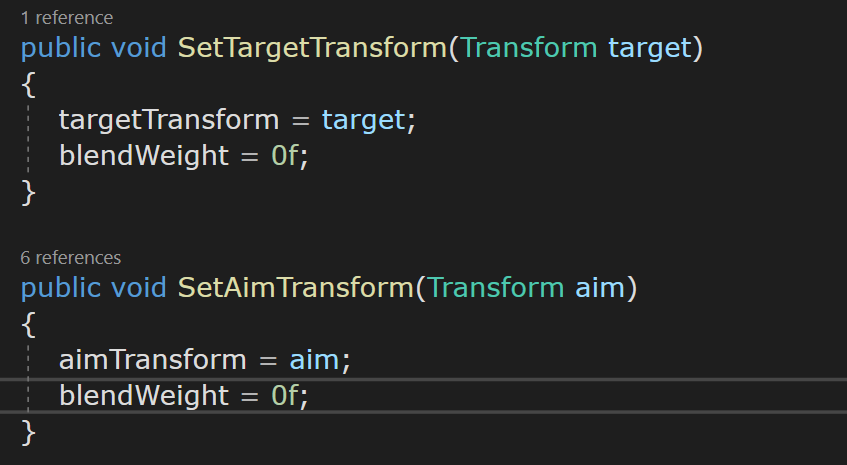 1 reference
public void SetTargetTransform(Transform target)
{
targetTransform = target;
blendWeight = 0f;
}
6 references
public void SetAimTransform(Transform aim)
{
aimTransform = aim;
blendWeight = 0f;
}